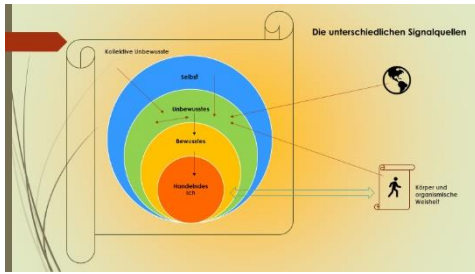 Die unterschiedlichen Signalquellen
Kollektive Unbewusste
Selbst
Unbewusstes
Bewusstes
Handelndes
Ich
Körper und
organismische
Weisheit